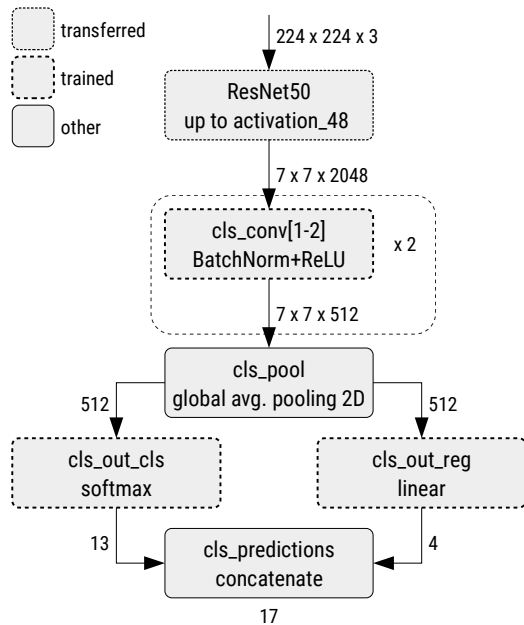 transferred
trained
other
224 x 224 x 3
ResNet50
up to activation_48
7 x 7 x 2048
cls_conv[1-2]
BatchNorm+ReLU
x 2
7 x 7 x 512
cls_pool
global avg. pooling 2D
512
512
cls_out_cls
softmax
cls_out_reg
linear
13
4
cls_predictions
concatenate
17